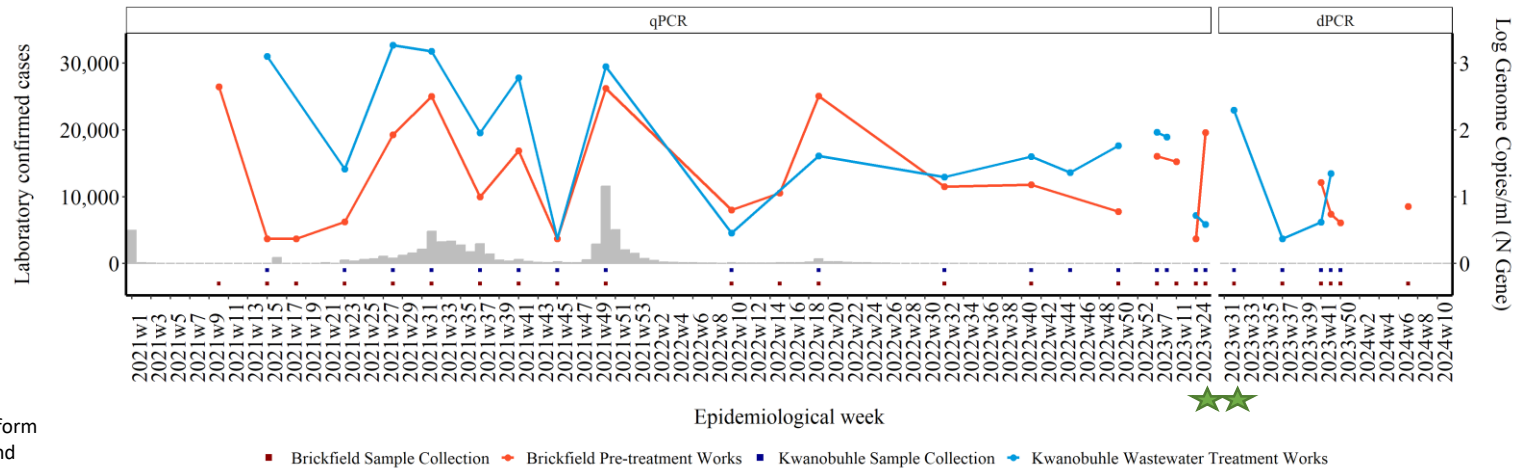 qPCR
dPCR
Laboratory confirmed cases
30,000
20,000
10,000
0
3
2
1
0
Log Genome Copies/ml (N Gene)
2021w1
2021w3
2021w5
2021w7
2021w9
2021w11
2021w13
2021w15
2021w17
2021w19
2021w21
2021w23
2021w25
2021w27
2021w29
2021w31
2021w33
2021w35
2021w37
2021w39
2021w41
2021w43
2021w45
2021w47
2021w49
2021w51
2021w53
2022w2
2022w4
2022w6
2022w8
2022w10
2022w12
2022w14
2022w16
2022w18
2022w20
2022w22
2022w24
2022w26
2022w28
2022w30
2022w32
2022w34
2022w36
2022w38
2022w40
2022w42
2022w44
2022w46
2022w48
2022w50
2022w52
2023w7
2023w11
2023w24
2023w31
2023w33
2023w35
2023w37
2023w39
2023w41
2023w50
2024w2
2024w4
2024w6
2024w8
2024w10
Epidemiological week
form
nd
Brickfield Sample Collection
Brickfield Pre-treatment Works
Kwanobuhle Sample Collection
Kwanobuhle Wastewater Treatment Works